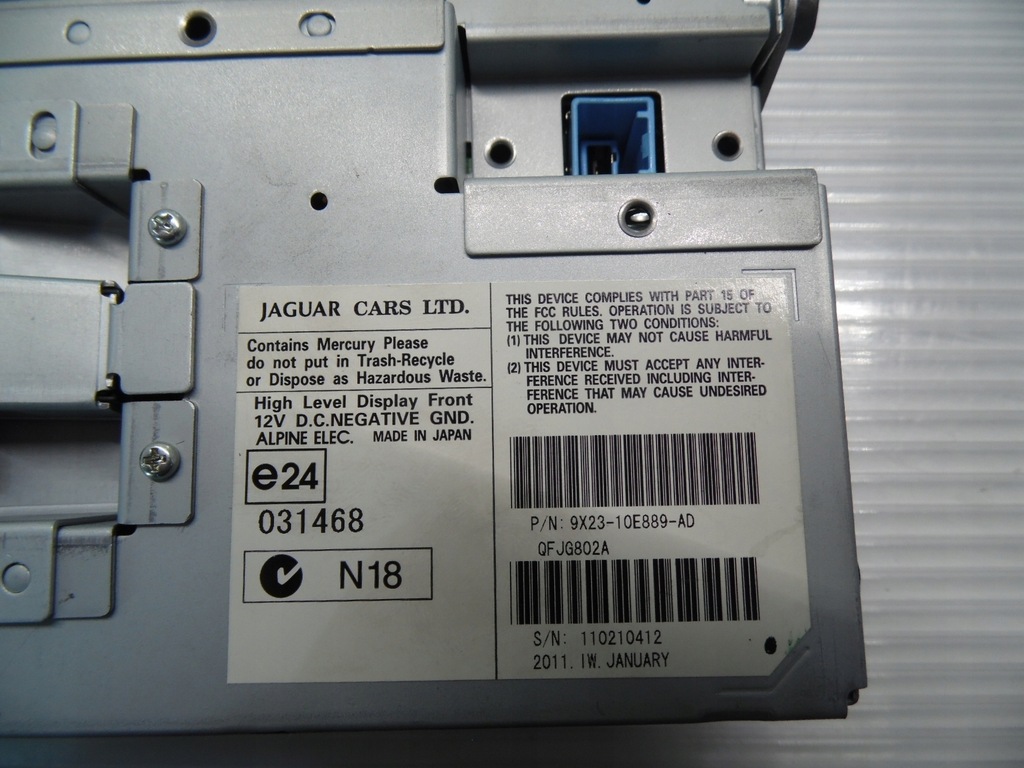 JAGUAR CARS LTD.
Contains Mercury Please
do not put in Trash-Recycle
or Dispose as Hazardous Waste.
High Level Display Front
12V D.C.NEGATIVE GND.
ALPINE ELEC. MADE IN JAPAN
e24
031468
N18
THIS DEVICE COMPLIES WITH PART 15 OF
THE FCC RULES. OPERATION IS SUBJECT TO
THE FOLLOWING TWO CONDITIONS:
(1) THIS DEVICE MAY NOT CAUSE HARMFUL
INTERFERENCE.
(2) THIS DEVICE MUST ACCEPT ANY INTER-
FERENCE RECEIVED INCLUDING INTER-
FERENCE THAT MAY CAUSE UNDESIRED
OPERATION.
P/N: 9X23-10E889-AD
QFJG802A
S/N: 110210412
2011. IW. JANUARY